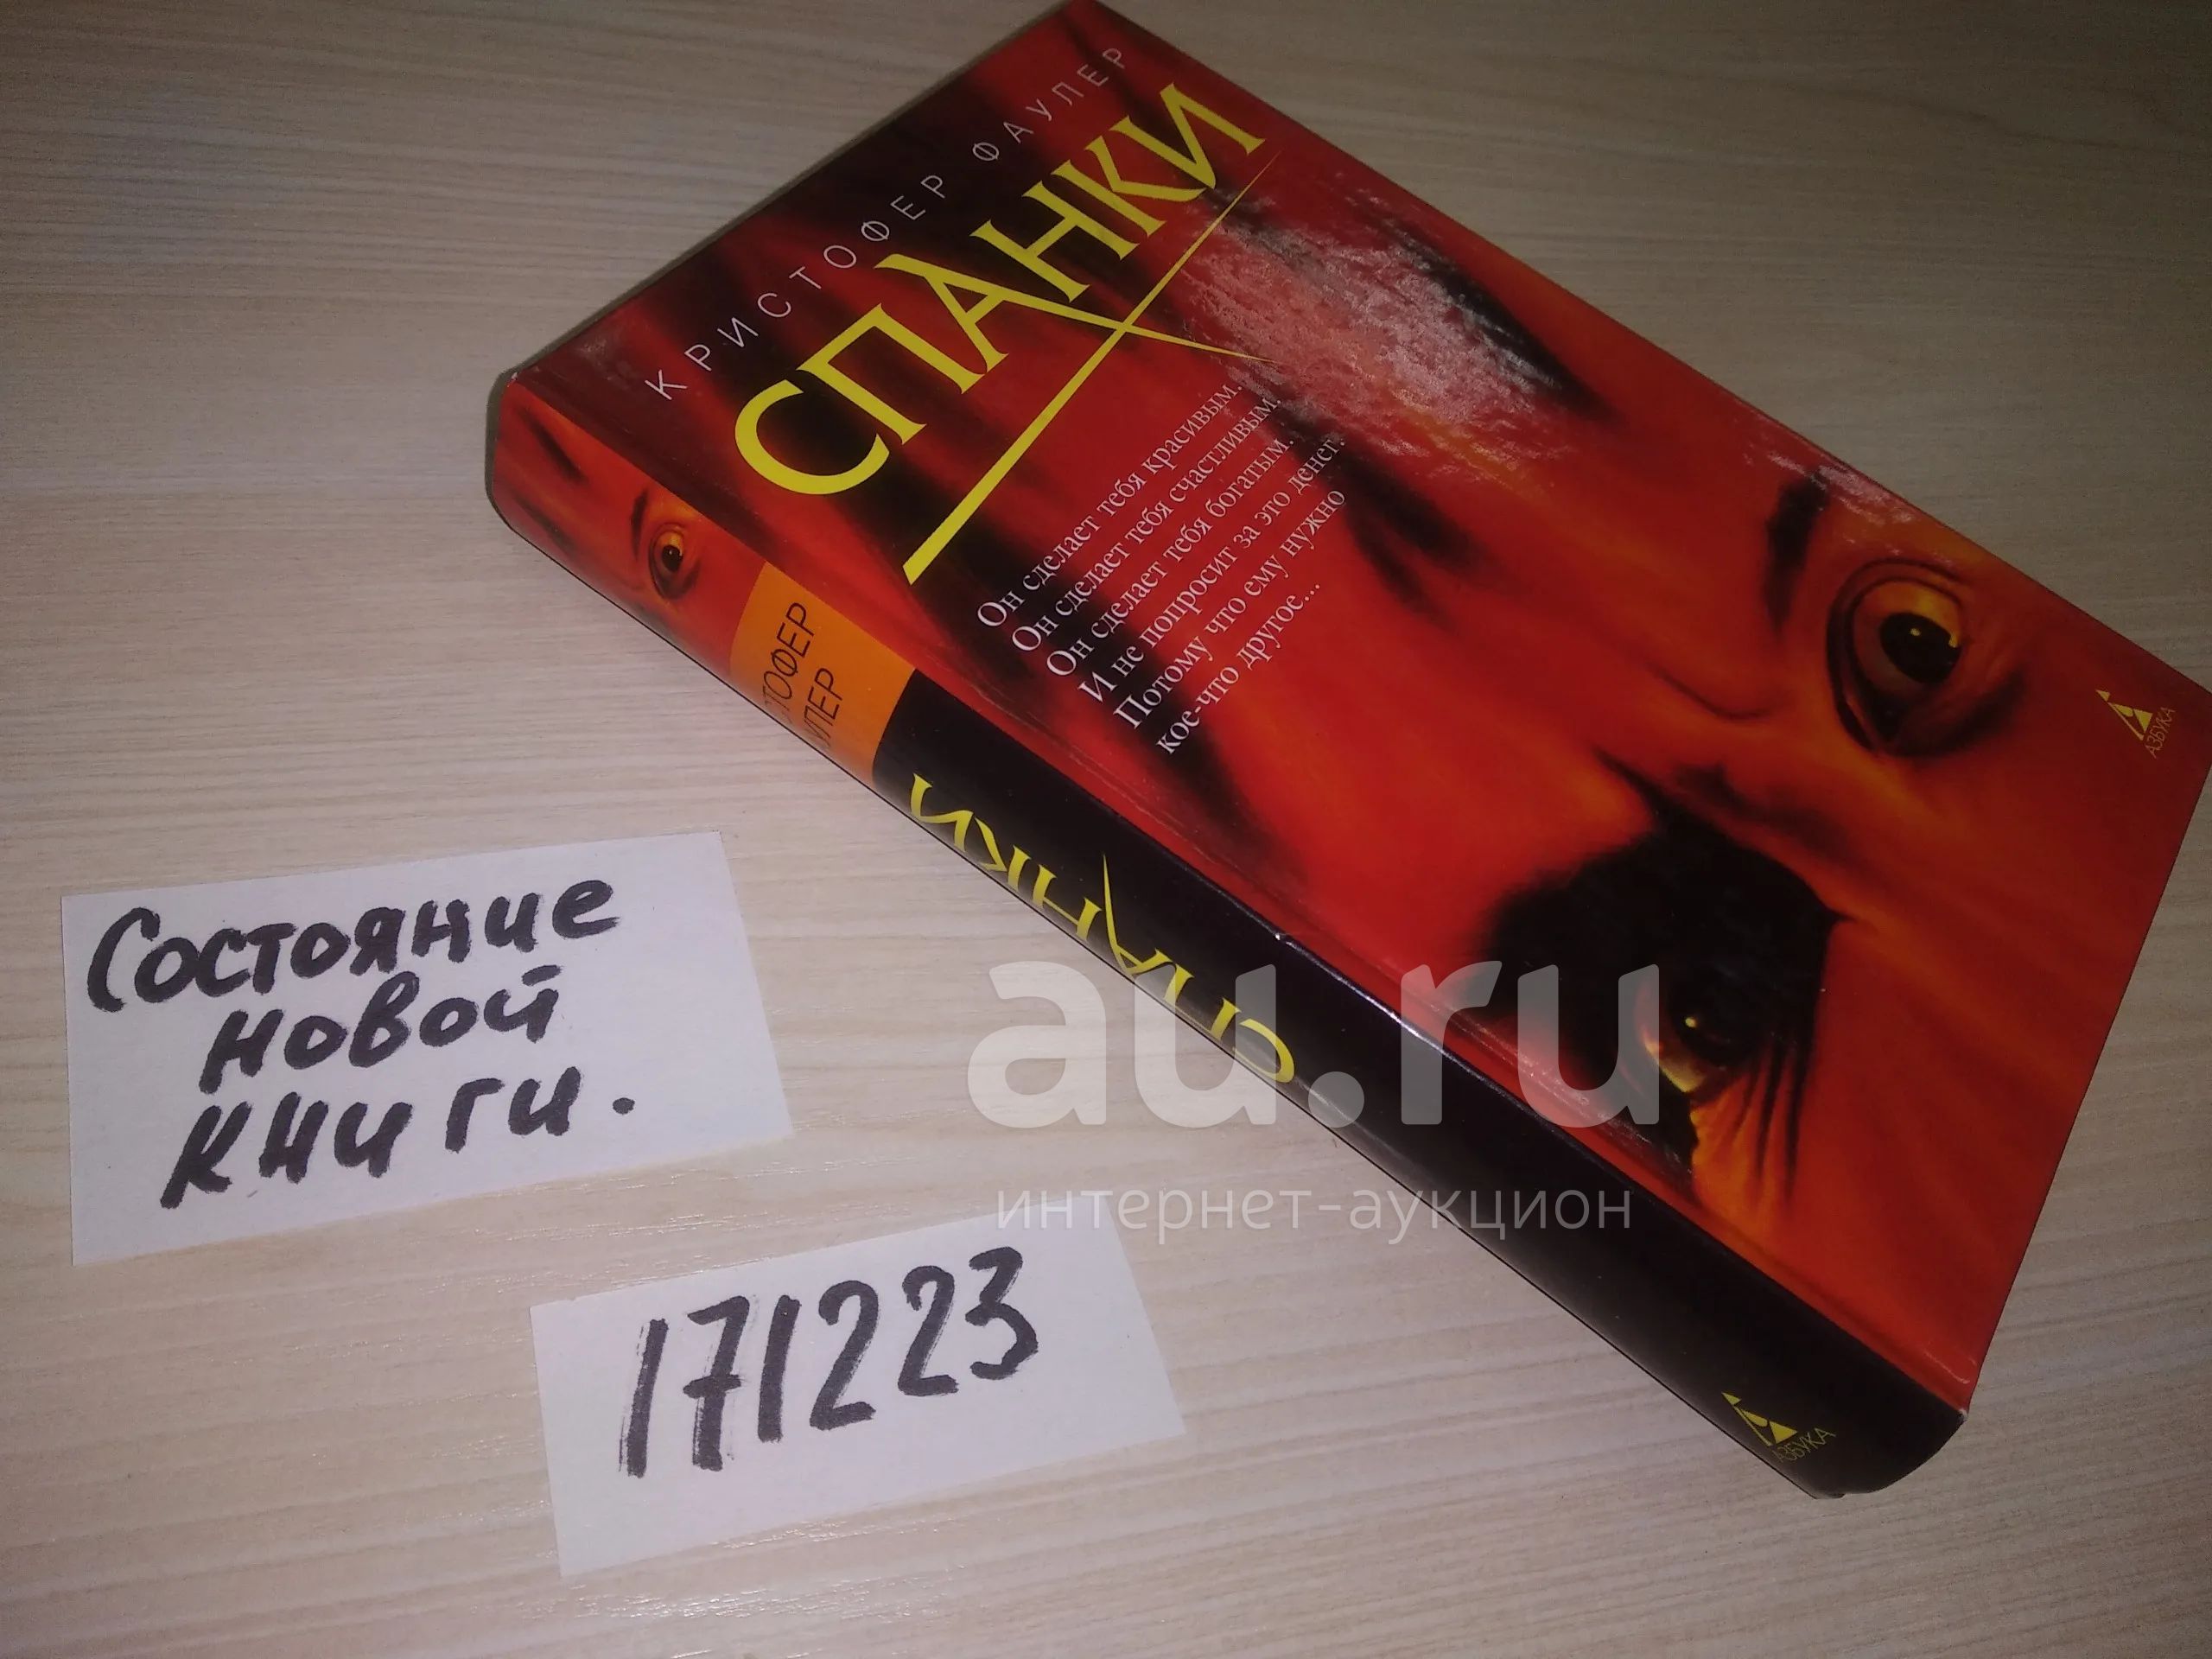 КРИСТОФЕР ФАУЛЕР
СПАНКИ
Он сделает тебя красивым.
Он сделает тебя счастливым.
Он сделает тебя богатым.
И не попросит за это денег.
Потому что ему нужно
кое-что другое...
АЗБУКА
СПАНКИ
АЗБУКА
Состояние
новой
книги.
171223
au.ru
интернет-аукцион